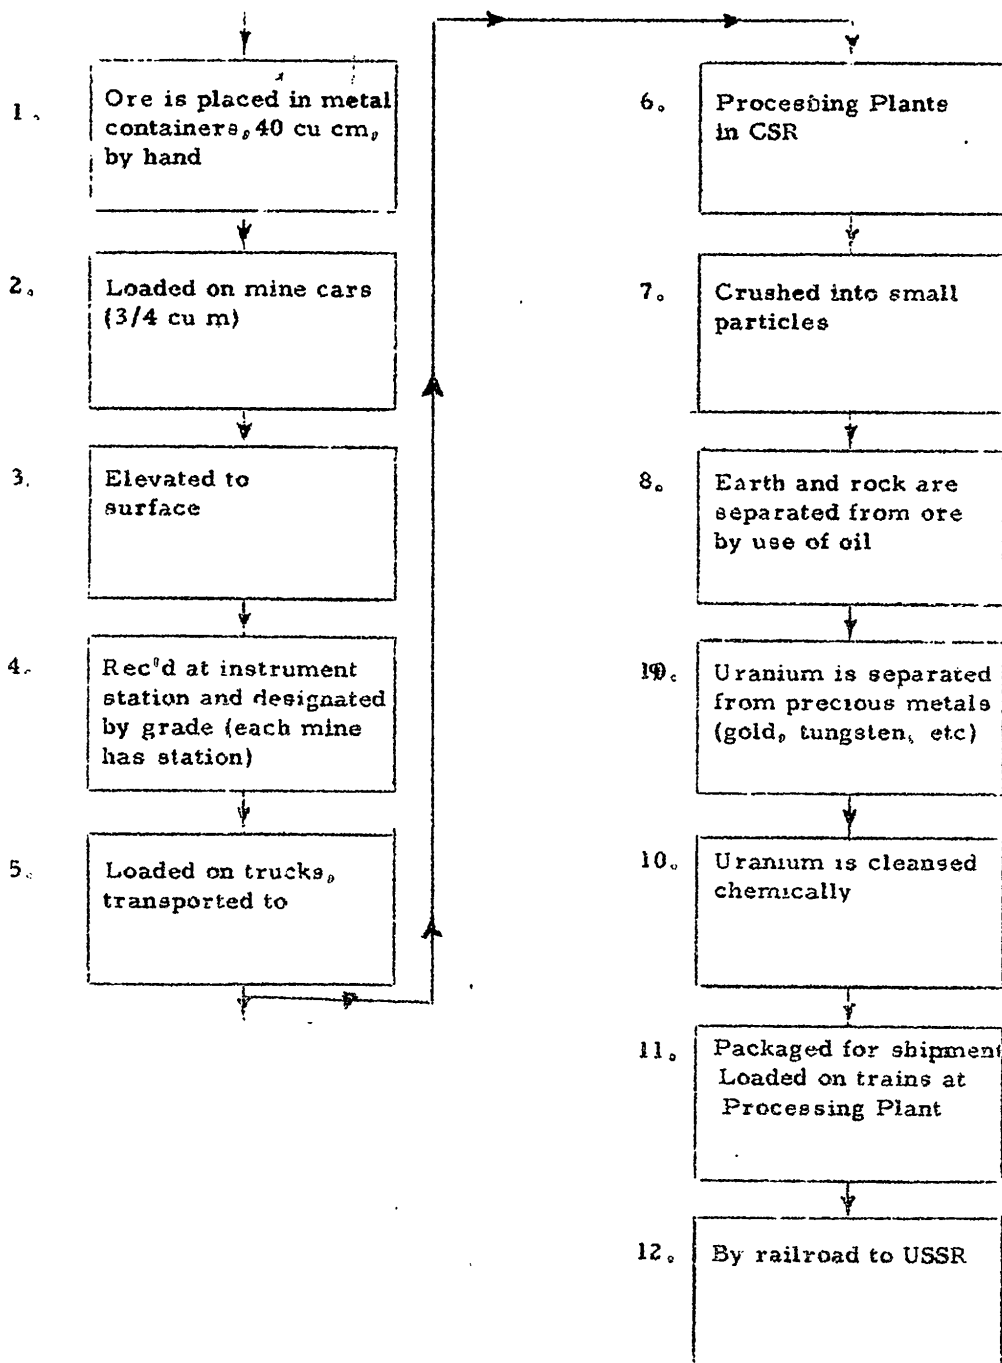 1.
Ore is placed in metal
containers, 40 cu cm,
by hand
2.
Loaded on mine cars
(3/4 cu m)
3.
Elevated to
surface
4.
Rec'd at instrument
station and designated
by grade (each mine
has station)
5.
Loaded on trucks,
transported to
6.
Processing Plants
in CSR
7.
Crushed into small
particles
8.
Earth and rock are
separated from ore
by use of oil
Uranium is separated
from precious metals
(gold, tungsten, etc)
10.
Uranium is cleansed
chemically
11.
Packaged for shipment
Loaded on trains at
Processing Plant
12.
By railroad to USSR